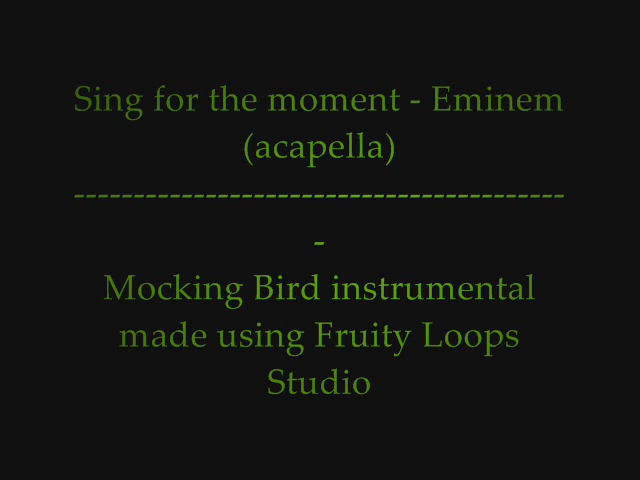 Sing for the moment - Eminem
(acapella)
-----------------------------------------
-
Mocking Bird instrumental
made using Fruity Loops
Studio